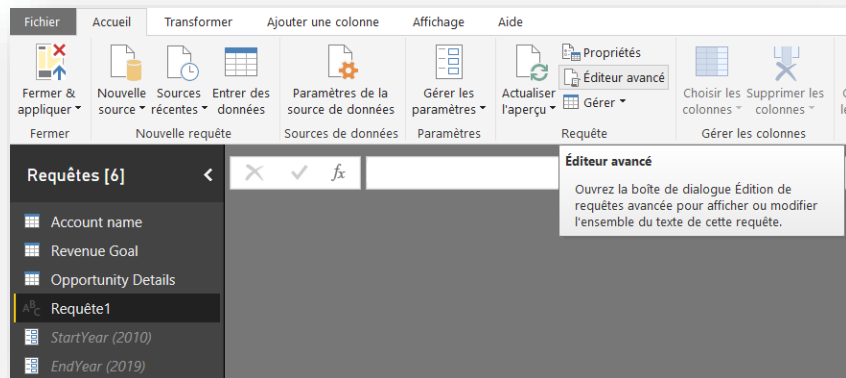 Fichier Accueil Transformer Ajouter une colonne Affichage Aide
Propriétés
Éditeur avancé
Gérer
Fermer & appliquer
Nouvelle source
Sources récentes
Entrer des données
Paramètres de la source de données
Gérer les paramètres
Actualiser l'aperçu
Choisir les colonnes
Supprimer les colonnes
Fermer Nouvelle requête Sources de données Paramètres Requête Gérer les colonnes
Requêtes [6]
fx
Éditeur avancé
Ouvrez la boîte de dialogue Édition de
requêtes avancée pour afficher ou modifier
l'ensemble du texte de cette requête.
Account name
Revenue Goal
Opportunity Details
ABC Requête1
StartYear (2010)
EndYear (2019)